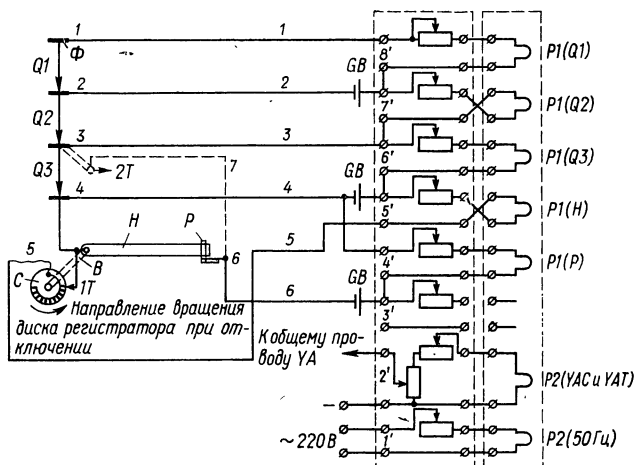 1
1
Ф
8'
P1(Q1)
Q1
2
2
GB
7'
P1(Q2)
Q2
3
3
6'
P1(Q3)
Q3
2T
7
4
4
GB
5'
P1(H)
H
P
5
4'
P1(P)
5
B
6
C
1T
6
GB
3'
Направление вращения
диска регистратора при от-
ключении
К общему про-
воду YA
2'
P2(YAC и YAT)
–
~220В
1'
P2(50Гц)